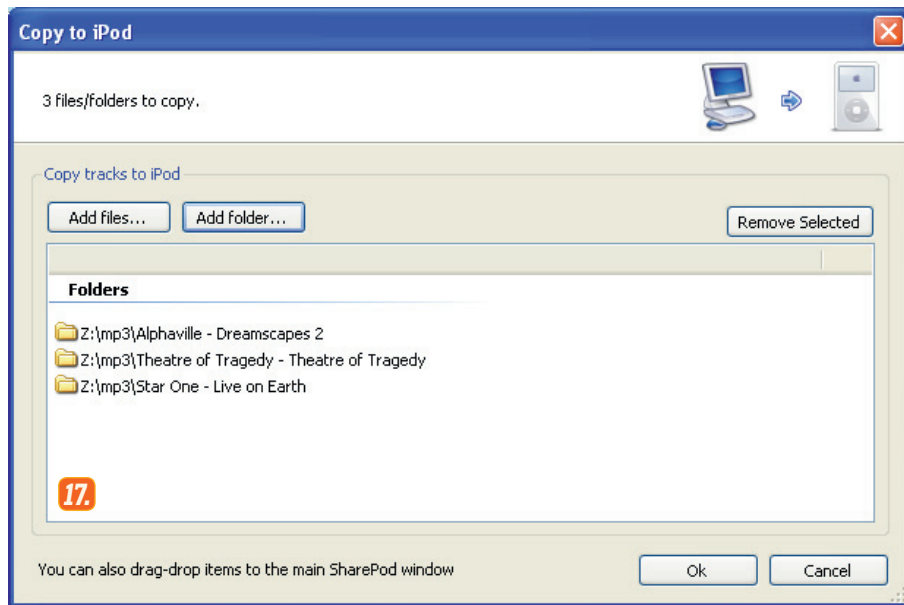 Copy to iPod
3 files/folders to copy.
Copy tracks to iPod
Add files...
Add folder...
Remove Selected
Folders
Z:\mp3\Alphaville - Dreamscapes 2
Z:\mp3\Theatre of Tragedy - Theatre of Tragedy
Z:\mp3\Star One - Live on Earth
17.
You can also drag-drop items to the main SharePod window
Ok
Cancel